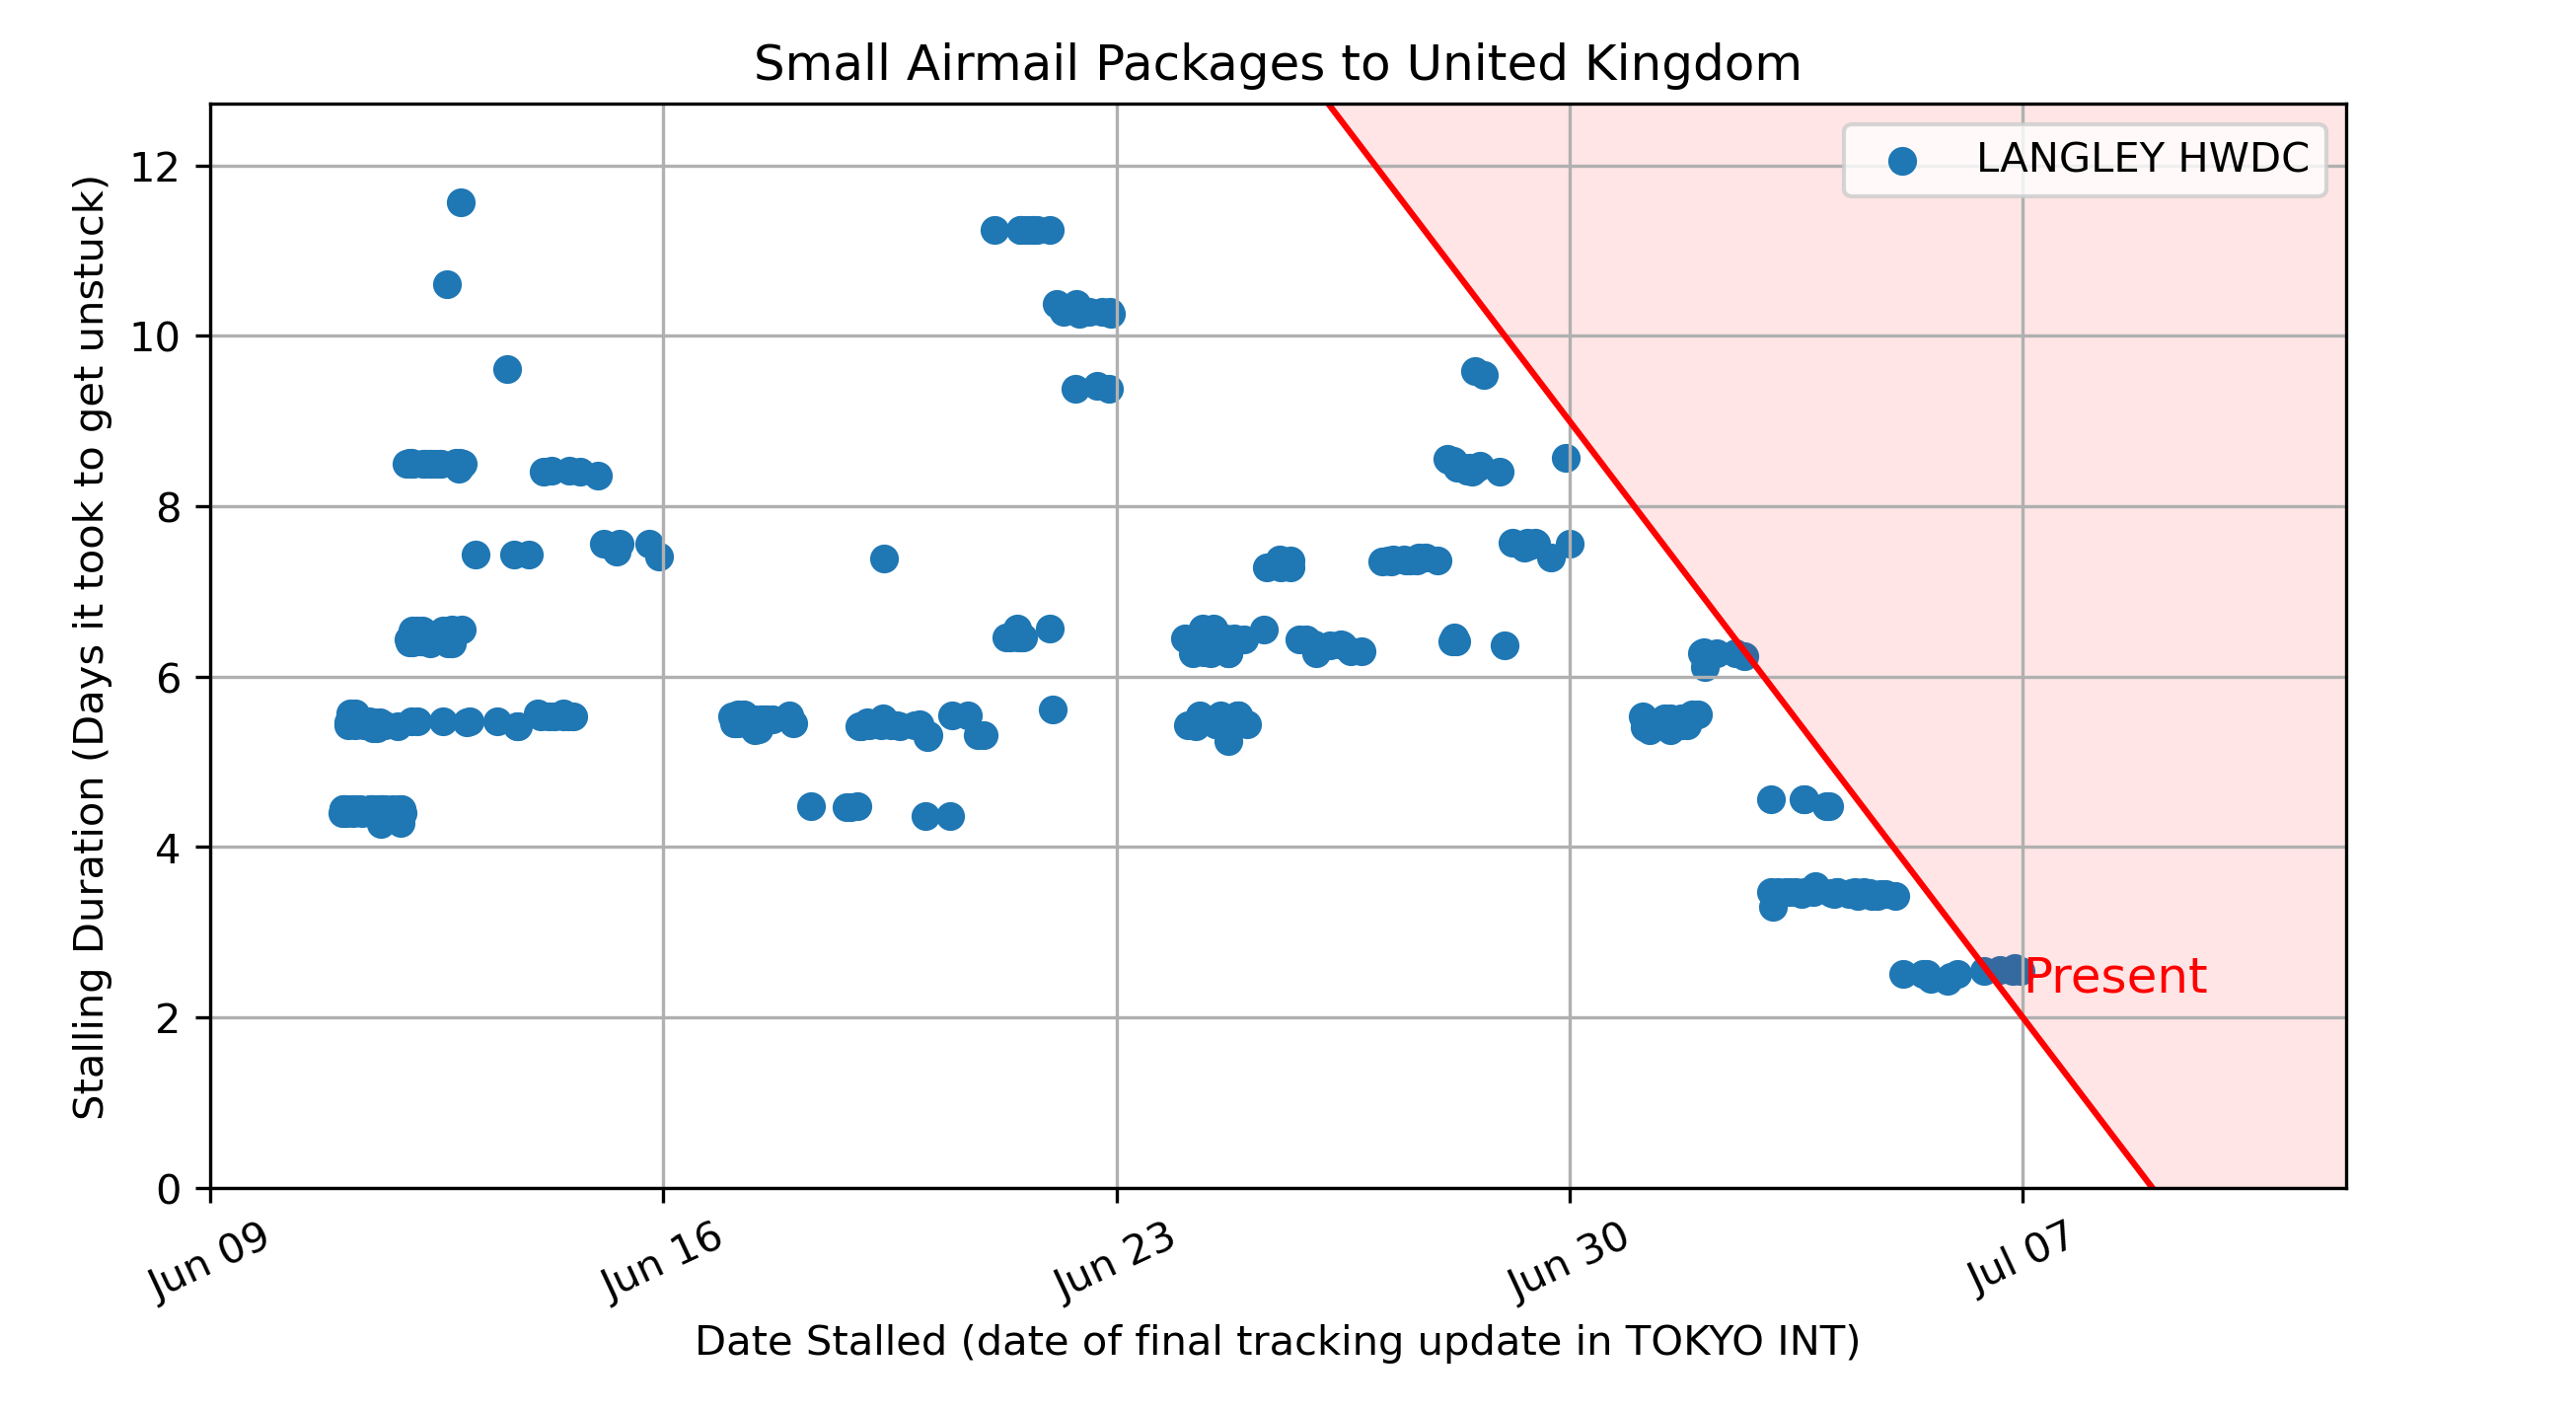 Small Airmail Packages to United Kingdom
LANGLEY HWDC
Stalling Duration (Days it took to get unstuck)
12
10
8
6
4
2
0
Present
Jun 09
Jun 16
Jun 23
Jun 30
Jul 07
Date Stalled (date of final tracking update in TOKYO INT)